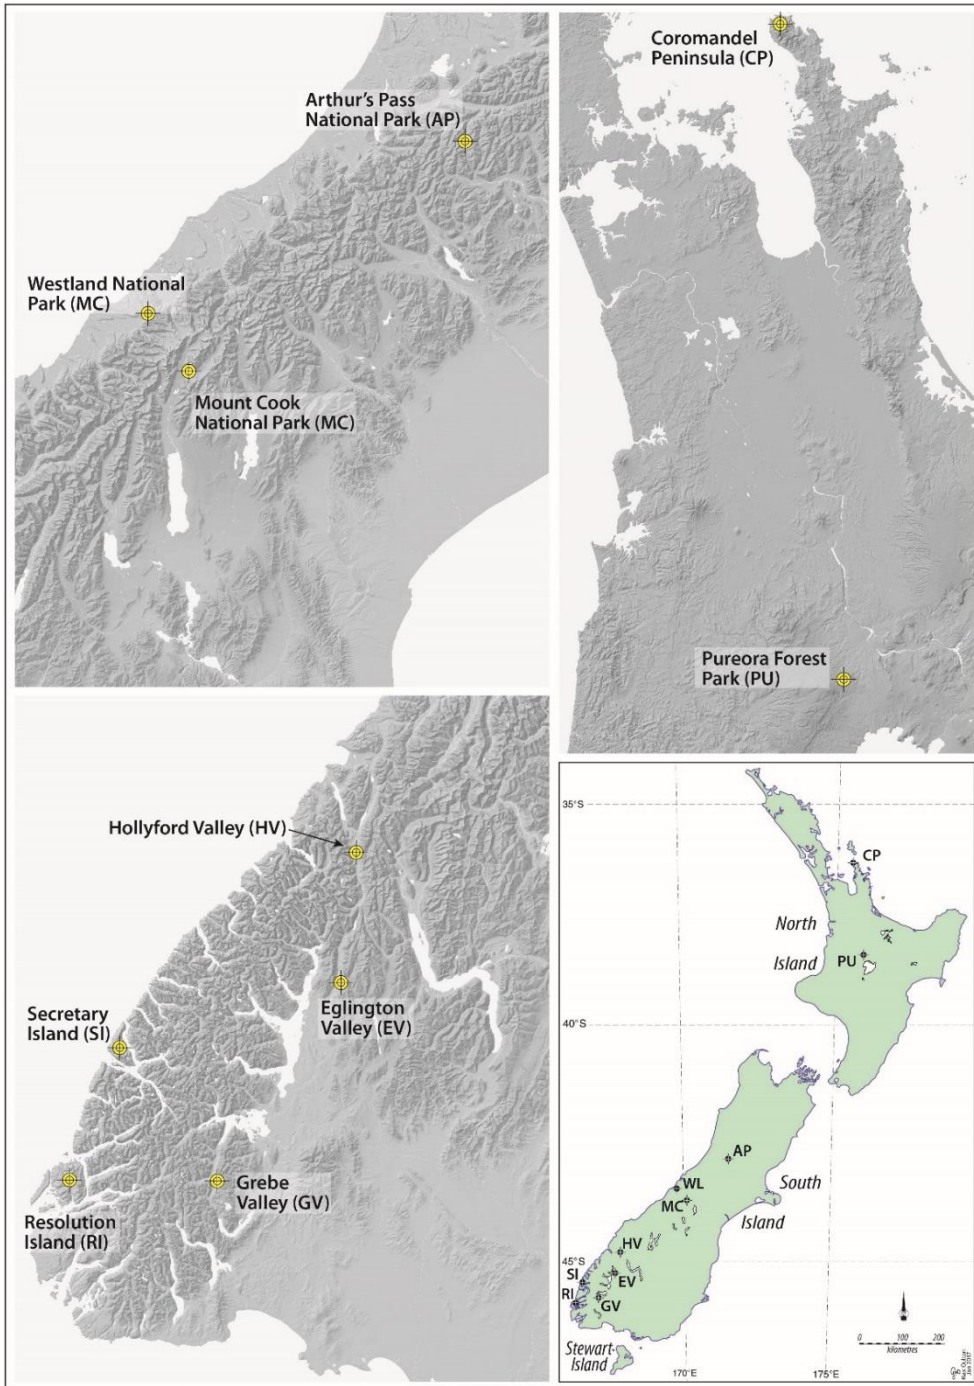 Arthur's Pass
National Park (AP)
Westland National
Park (MC)
Mount Cook
National Park (MC)
Coromandel
Peninsula (CP)
Pureora Forest
Park (PU)
Hollyford Valley (HV)
Eglington
Valley (EV)
Secretary
Island (SI)
Grebe
Valley (GV)
Resolution
Island (RI)
35°S
CP
North
Island
PU
40°S
AP
WL
South
MC
Island
HV
45°S
SI
EV
RI
GV
Stewart-
Island
0 100 200
kilometres
170°E
175°E